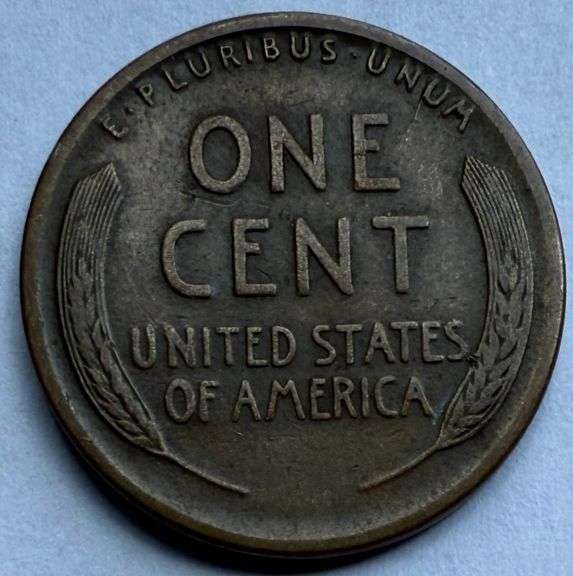 E·PLURIBUS·UNUM
ONE
CENT
UNITED STATES
OF AMERICA